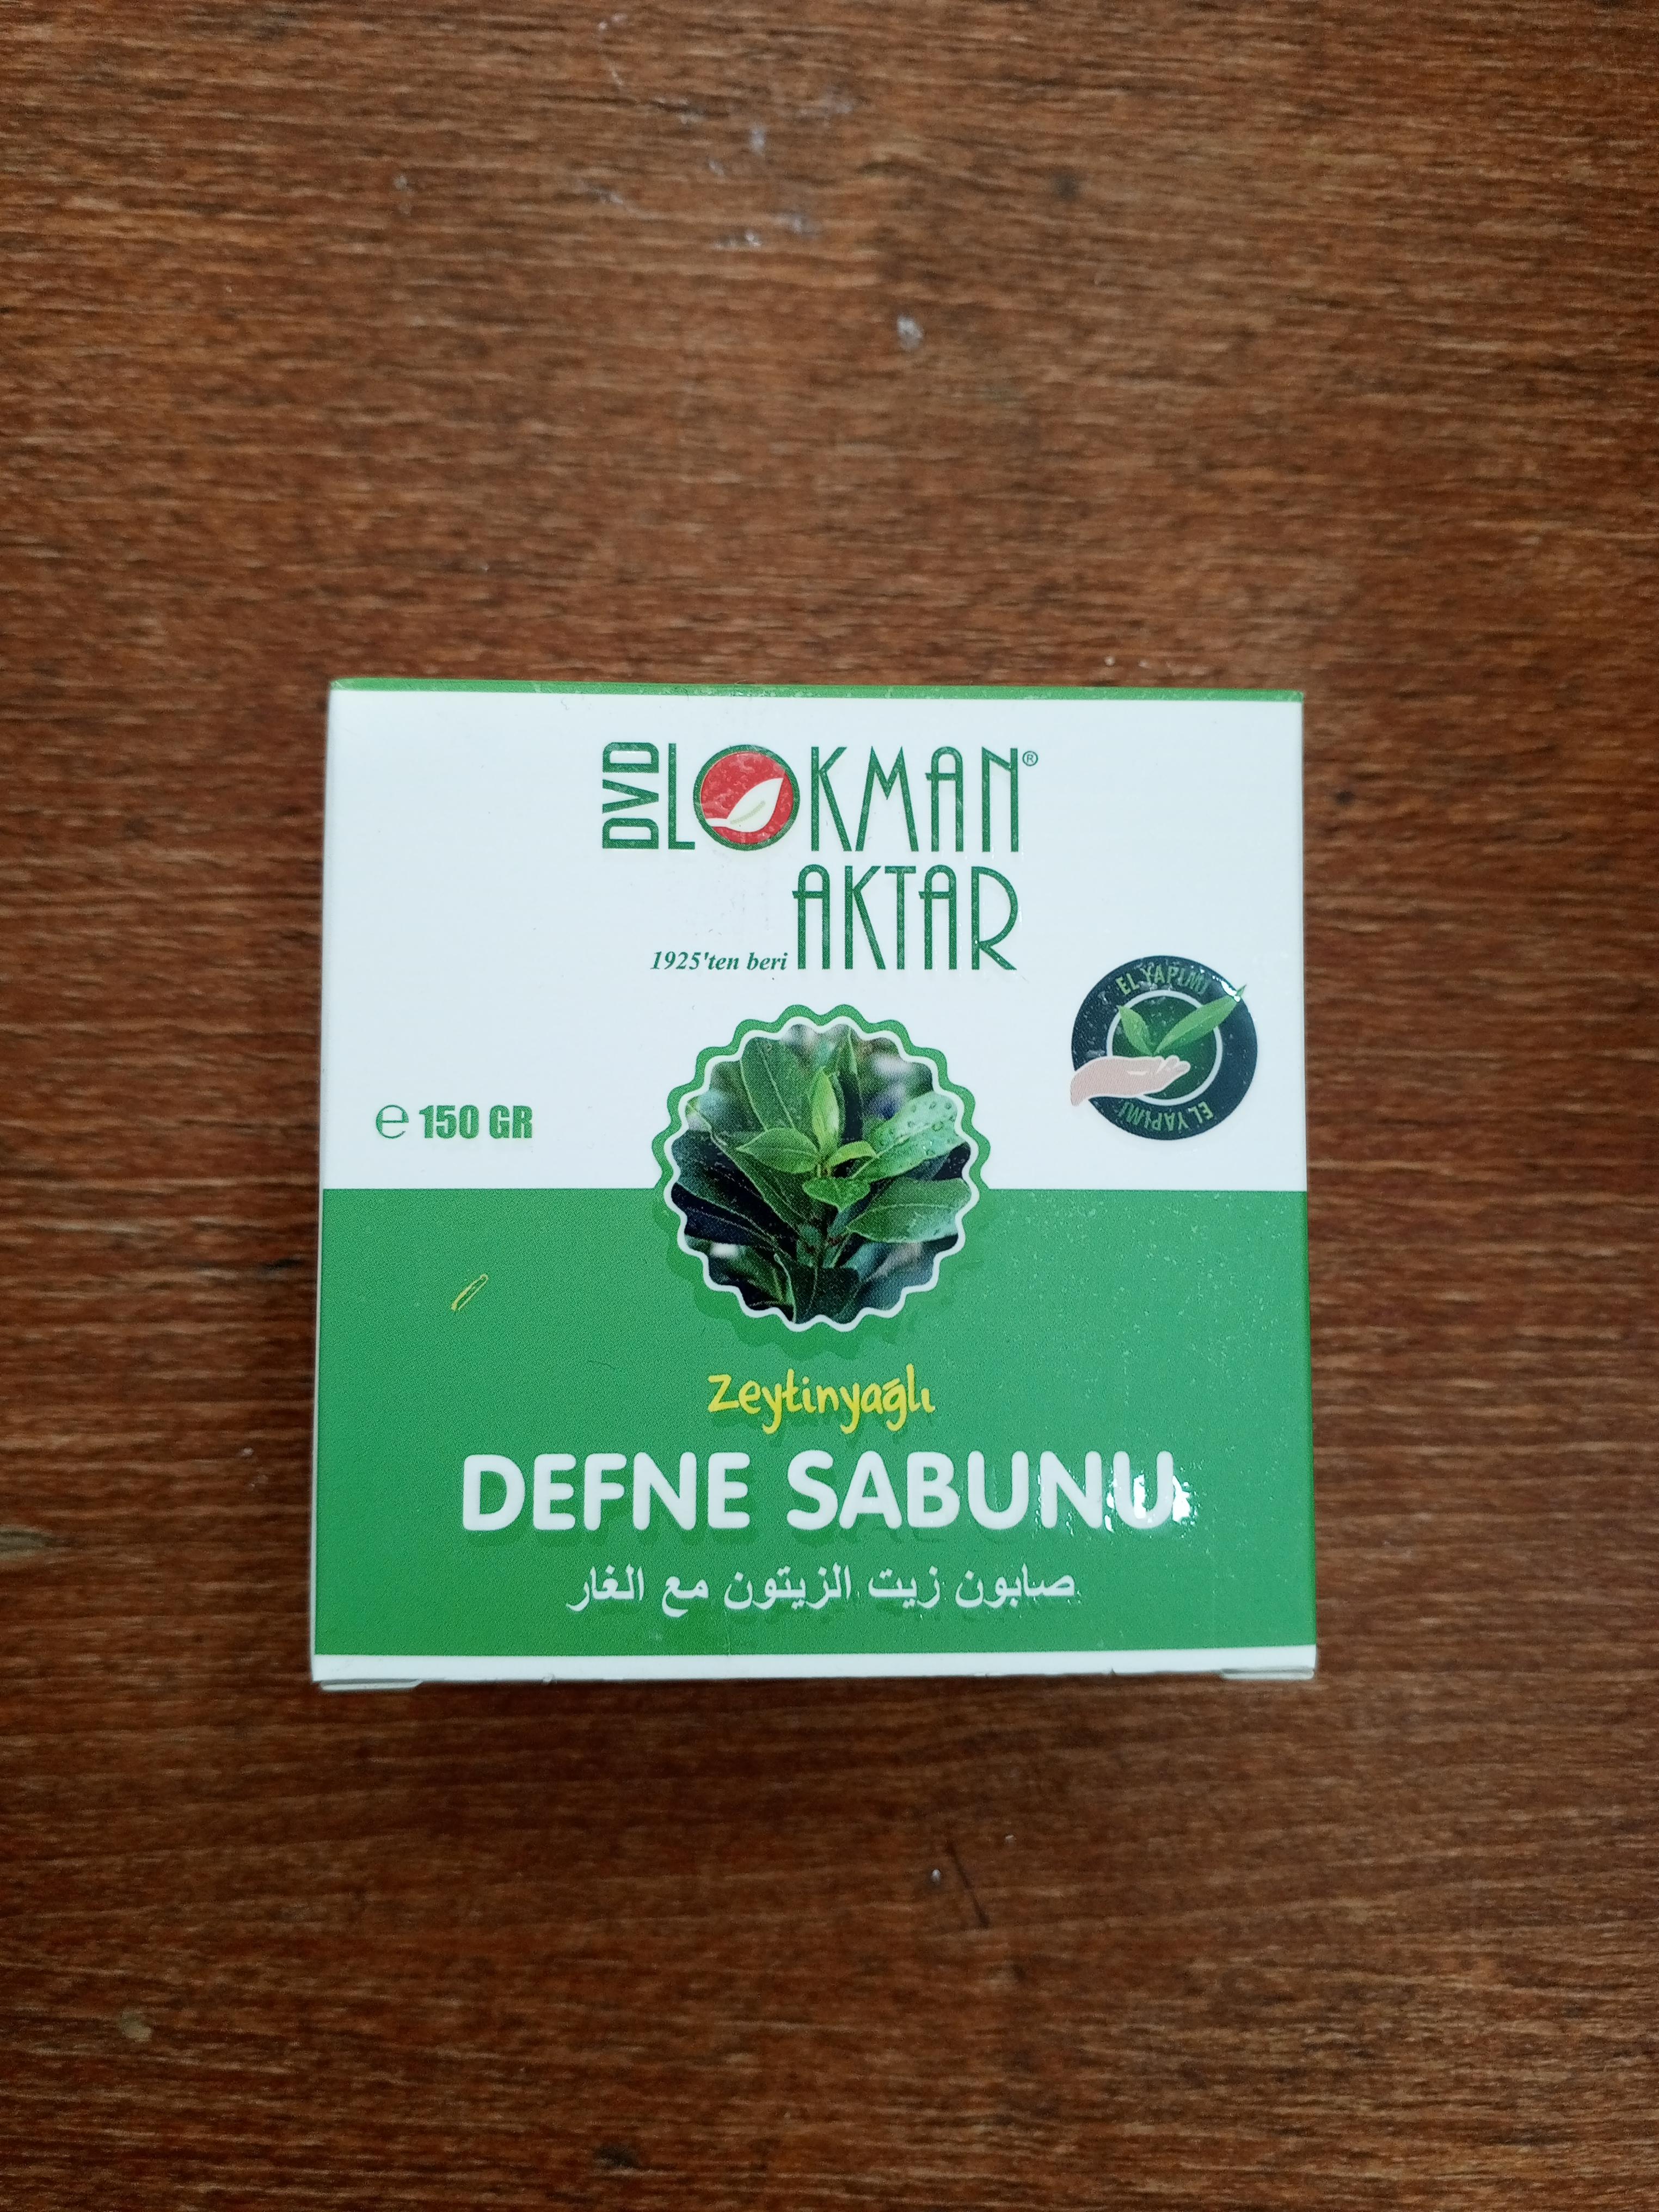 DVD LOKMAN®
AKTAR
1925'ten beri
EL YAPIMI
EL YAPIMI
℮ 150 GR
Zeytinyağlı
DEFNE SABUNU
صابون زيت الزيتون مع الغار